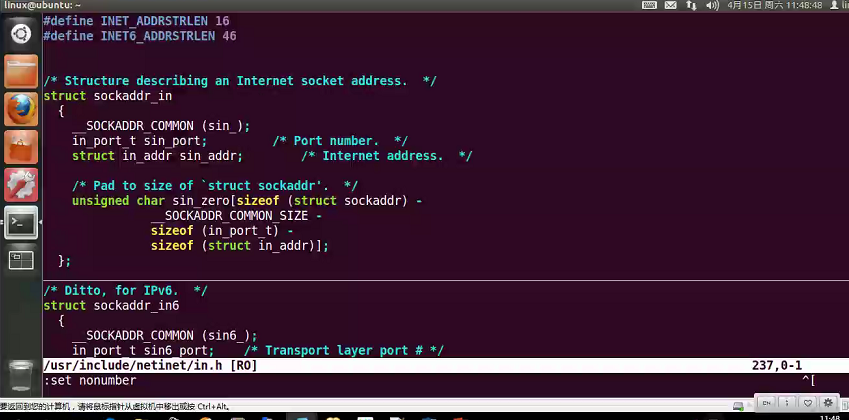 linux@ubuntu: ~
4月15日 周六 11:48:48
#define INET_ADDRSTRLEN 16
#define INET6_ADDRSTRLEN 46
/* Structure describing an Internet socket address.  */
struct sockaddr_in
  {
    __SOCKADDR_COMMON (sin_);
    in_port_t sin_port;         /* Port number.  */
    struct in_addr sin_addr;        /* Internet address.  */
    /* Pad to size of `struct sockaddr'.  */
    unsigned char sin_zero[sizeof (struct sockaddr) -
               __SOCKADDR_COMMON_SIZE -
               sizeof (in_port_t) -
               sizeof (struct in_addr)];
  };
/* Ditto, for IPv6.  */
struct sockaddr_in6
  {
    __SOCKADDR_COMMON (sin6_);
    in_port_t sin6_port;    /* Transport layer port # */
/usr/include/netinet/in.h [RO] 237,0-1
:set nonumber ^[
要返回到您的计算机，请将鼠标指针从虚拟机中移出或按 Ctrl+Alt。
11:48